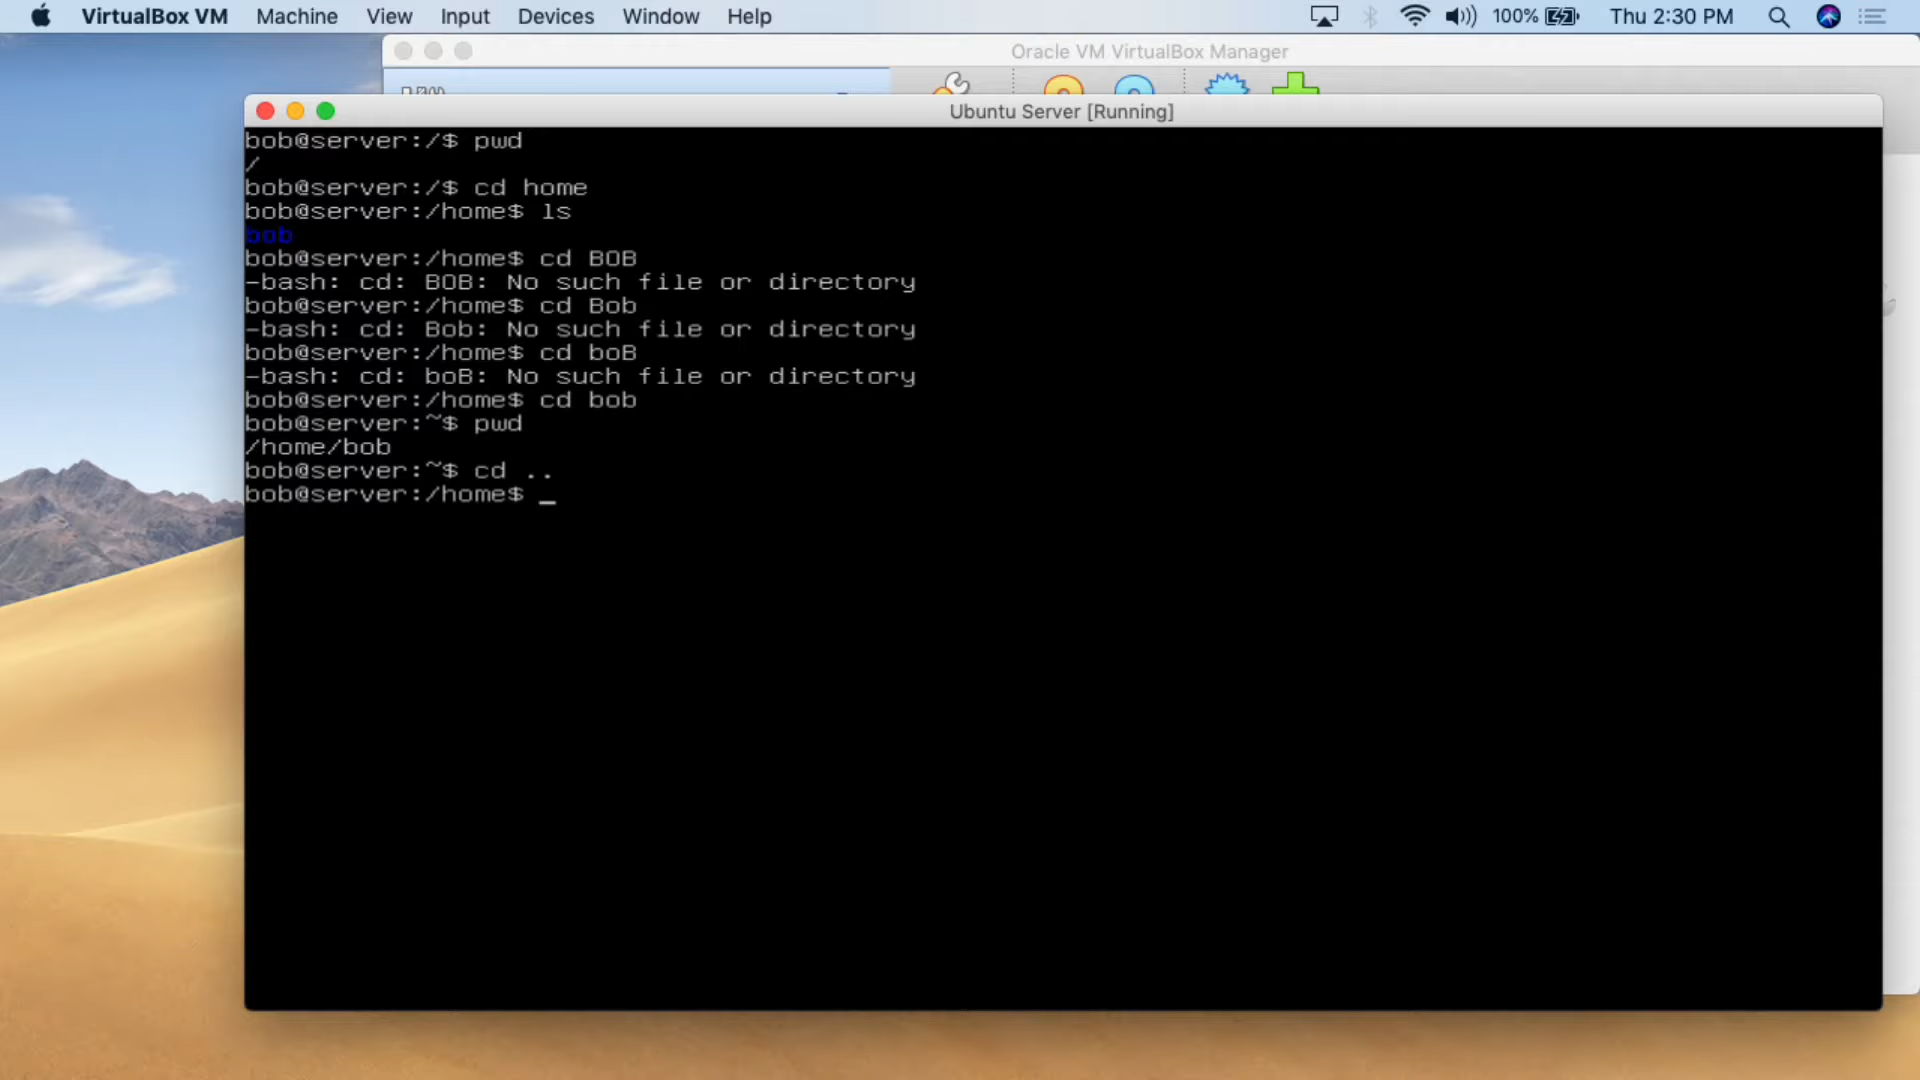 VirtualBox VM Machine View Input Devices Window Help 100% Thu 2:30 PM
Oracle VM VirtualBox Manager
Ubuntu Server [Running]
bob@server:/$ pwd
/
bob@server:/$ cd home
bob@server:/home$ ls
bob
bob@server:/home$ cd BOB
-bash: cd: BOB: No such file or directory
bob@server:/home$ cd Bob
-bash: cd: Bob: No such file or directory
bob@server:/home$ cd boB
-bash: cd: boB: No such file or directory
bob@server:/home$ cd bob
bob@server:~$ pwd
/home/bob
bob@server:~$ cd ..
bob@server:/home$ _